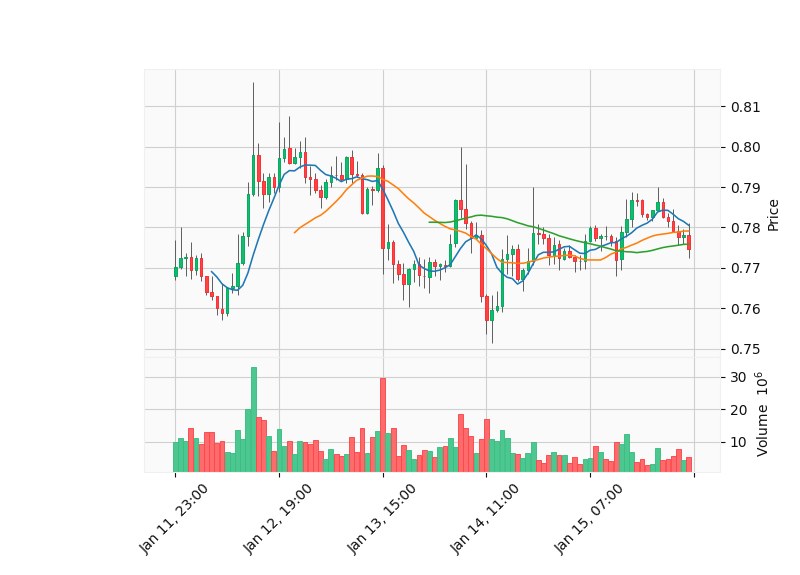 0.81
0.80
0.79
0.78
0.77
0.76
0.75
Price
30
20
10
Volume 10^6
Jan 11, 23:00
Jan 12, 19:00
Jan 13, 15:00
Jan 14, 11:00
Jan 15, 07:00